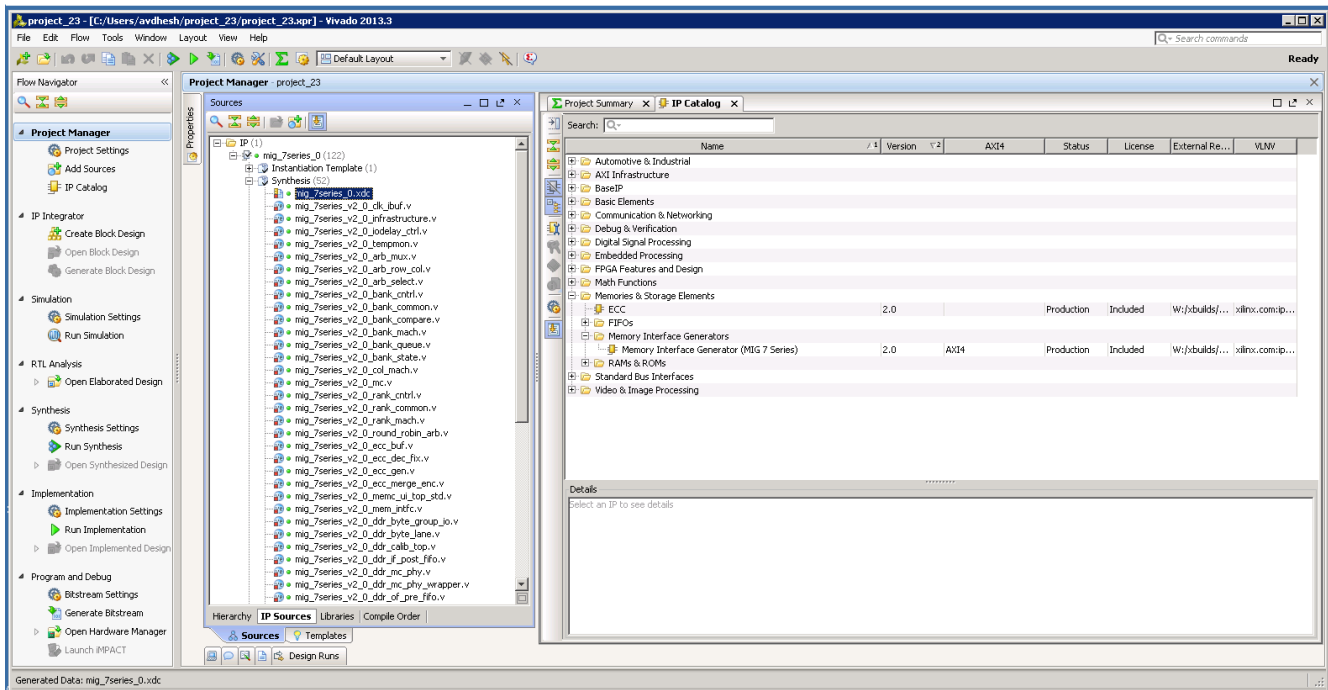 project_23 - [C:/Users/avdhesh/project_23/project_23.xpr] - Vivado 2013.3
File Edit Flow Tools Window Layout View Help
Search commands
Default Layout
Ready
Flow Navigator
Project Manager
Project Settings
Add Sources
IP Catalog
IP Integrator
Create Block Design
Open Block Design
Generate Block Design
Simulation
Simulation Settings
Run Simulation
RTL Analysis
Open Elaborated Design
Synthesis
Synthesis Settings
Run Synthesis
Open Synthesized Design
Implementation
Implementation Settings
Run Implementation
Open Implemented Design
Program and Debug
Bitstream Settings
Generate Bitstream
Open Hardware Manager
Launch iMPACT
Project Manager - project_23
Properties
Sources
IP (1)
mig_7series_0 (122)
Instantiation Template (1)
Synthesis (52)
mig_7series_0.xdc
mig_7series_v2_0_clk_ibuf.v
mig_7series_v2_0_infrastructure.v
mig_7series_v2_0_iodelay_ctrl.v
mig_7series_v2_0_tempmon.v
mig_7series_v2_0_arb_mux.v
mig_7series_v2_0_arb_row_col.v
mig_7series_v2_0_arb_select.v
mig_7series_v2_0_bank_cntrl.v
mig_7series_v2_0_bank_common.v
mig_7series_v2_0_bank_compare.v
mig_7series_v2_0_bank_mach.v
mig_7series_v2_0_bank_queue.v
mig_7series_v2_0_bank_state.v
mig_7series_v2_0_col_mach.v
mig_7series_v2_0_mc.v
mig_7series_v2_0_rank_cntrl.v
mig_7series_v2_0_rank_common.v
mig_7series_v2_0_rank_mach.v
mig_7series_v2_0_round_robin_arb.v
mig_7series_v2_0_ecc_buf.v
mig_7series_v2_0_ecc_dec_fix.v
mig_7series_v2_0_ecc_gen.v
mig_7series_v2_0_ecc_merge_enc.v
mig_7series_v2_0_memc_ui_top_std.v
mig_7series_v2_0_mem_intfc.v
mig_7series_v2_0_ddr_byte_group_io.v
mig_7series_v2_0_ddr_byte_lane.v
mig_7series_v2_0_ddr_calib_top.v
mig_7series_v2_0_ddr_if_post_fifo.v
mig_7series_v2_0_ddr_mc_phy.v
mig_7series_v2_0_ddr_mc_phy_wrapper.v
mig_7series_v2_0_ddr_of_pre_fifo.v
Hierarchy IP Sources Libraries Compile Order
Sources Templates
Design Runs
Project Summary IP Catalog
Search:
Name 1 Version 2 AXI4 Status License External Re... VLNV
Automotive & Industrial
AXI Infrastructure
BaseIP
Basic Elements
Communication & Networking
Debug & Verification
Digital Signal Processing
Embedded Processing
FPGA Features and Design
Math Functions
Memories & Storage Elements
ECC 2.0 Production Included W:/xbuilds/... xilinx.com:ip...
FIFOs
Memory Interface Generators
Memory Interface Generator (MIG 7 Series) 2.0 AXI4 Production Included W:/xbuilds/... xilinx.com:ip...
RAMs & ROMs
Standard Bus Interfaces
Video & Image Processing
Details
Select an IP to see details
Generated Data: mig_7series_0.xdc